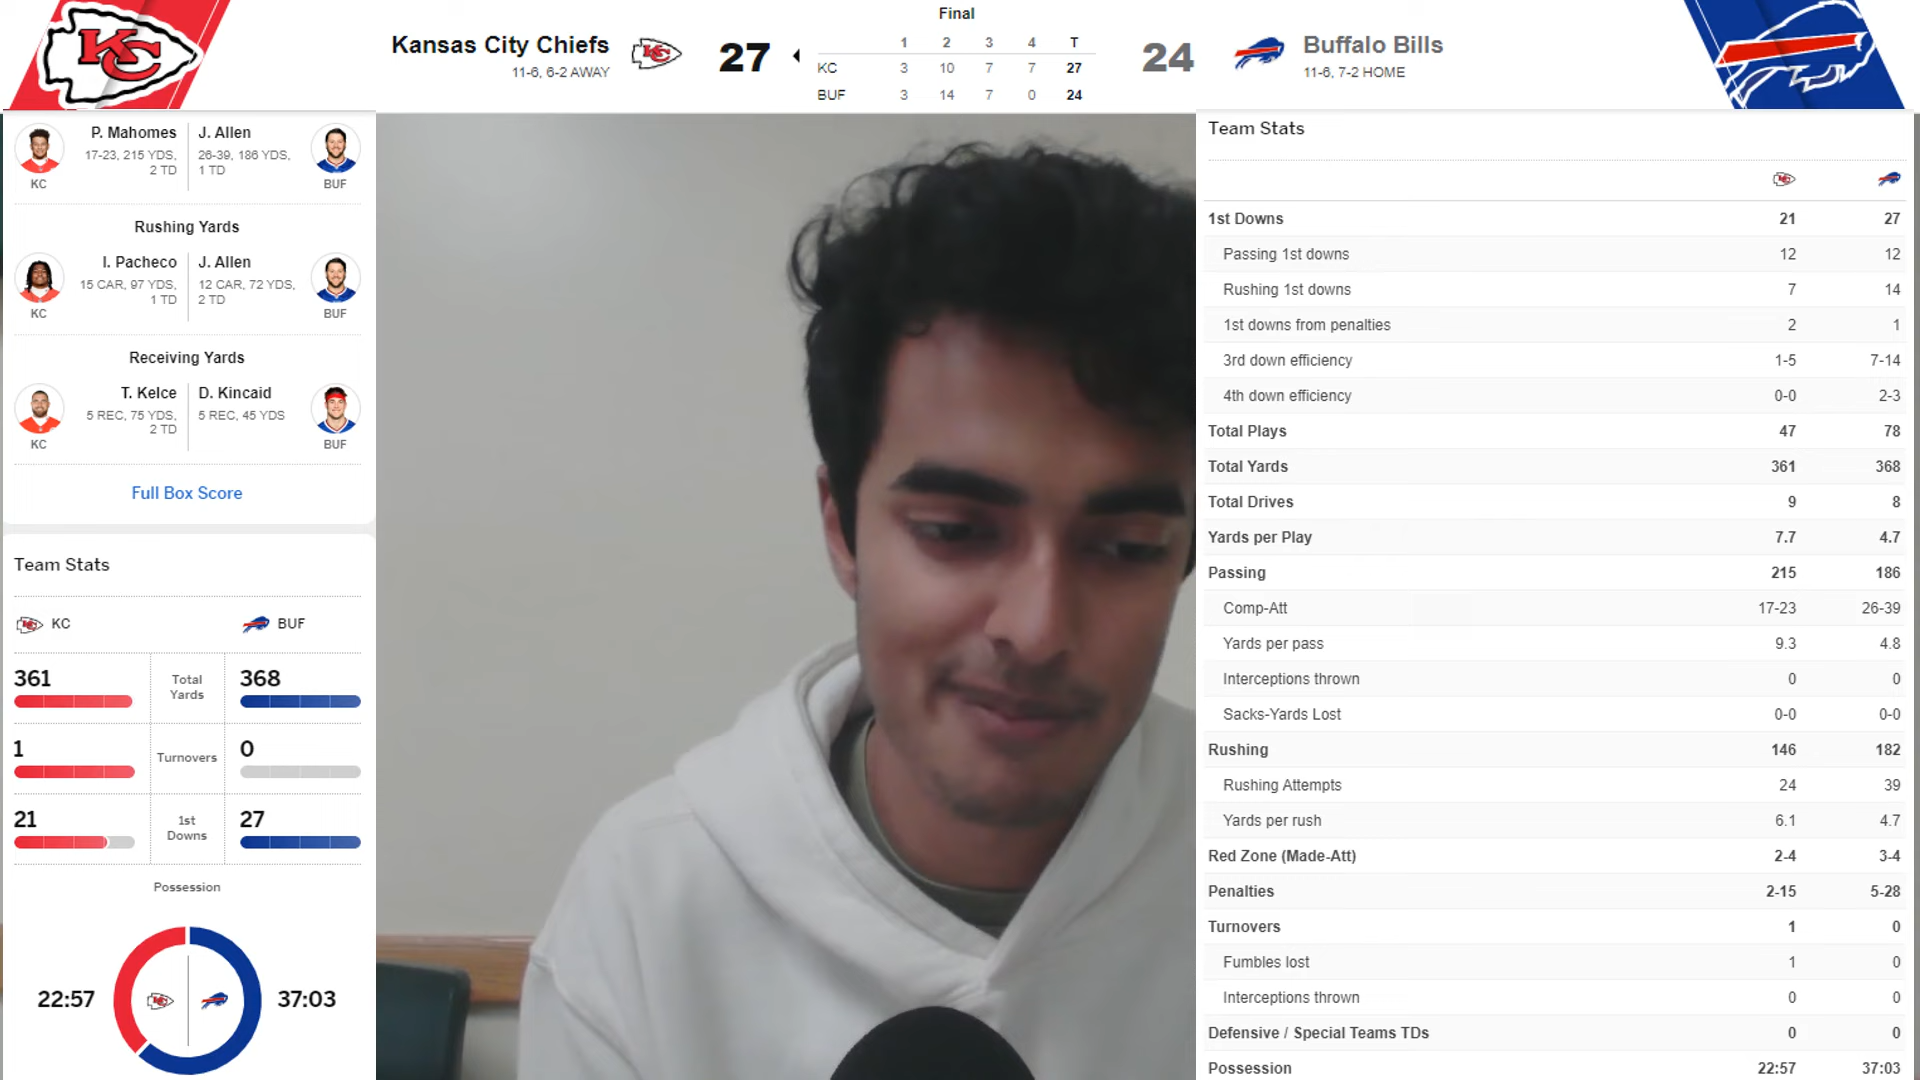 Final
Kansas City Chiefs
11-6, 6-2 AWAY
KC
27
1 2 3 4 T
KC 3 10 7 7 27
BUF 3 14 7 0 24
24
Buffalo Bills
11-6, 7-2 HOME
KC
P. Mahomes J. Allen
17-23, 215 YDS, 26-39, 186 YDS,
2 TD 1 TD
KC BUF
Rushing Yards
I. Pacheco J. Allen
15 CAR, 97 YDS, 12 CAR, 72 YDS,
1 TD 2 TD
KC BUF
Receiving Yards
T. Kelce D. Kincaid
5 REC, 75 YDS, 5 REC, 45 YDS
2 TD
KC BUF
Full Box Score
Team Stats
KC BUF
361 Total Yards 368
1 Turnovers 0
21 1st Downs 27
Possession
22:57 37:03
Team Stats
1st Downs 21 27
Passing 1st downs 12 12
Rushing 1st downs 7 14
1st downs from penalties 2 1
3rd down efficiency 1-5 7-14
4th down efficiency 0-0 2-3
Total Plays 47 78
Total Yards 361 368
Total Drives 9 8
Yards per Play 7.7 4.7
Passing 215 186
Comp-Att 17-23 26-39
Yards per pass 9.3 4.8
Interceptions thrown 0 0
Sacks-Yards Lost 0-0 0-0
Rushing 146 182
Rushing Attempts 24 39
Yards per rush 6.1 4.7
Red Zone (Made-Att) 2-4 3-4
Penalties 2-15 5-28
Turnovers 1 0
Fumbles lost 1 0
Interceptions thrown 0 0
Defensive / Special Teams TDs 0 0
Possession 22:57 37:03